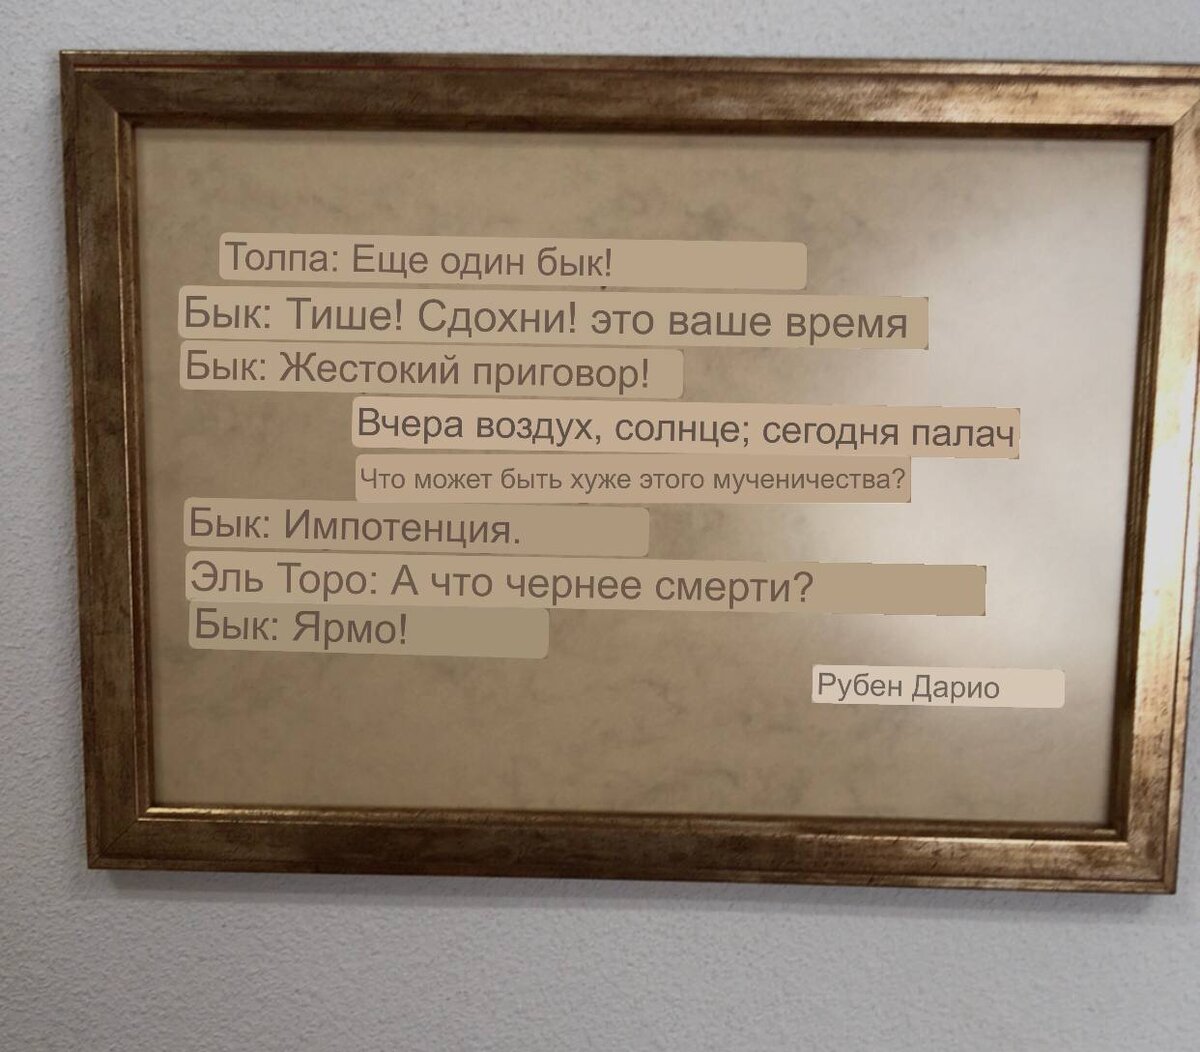 Толпа: Еще один бык!
Бык: Тише! Сдохни! это ваше время
Бык: Жестокий приговор!
Вчера воздух, солнце; сегодня палач
Что может быть хуже этого мученичества?
Бык: Импотенция.
Эль Торо: А что чернее смерти?
Бык: Ярмо!
Рубен Дарио